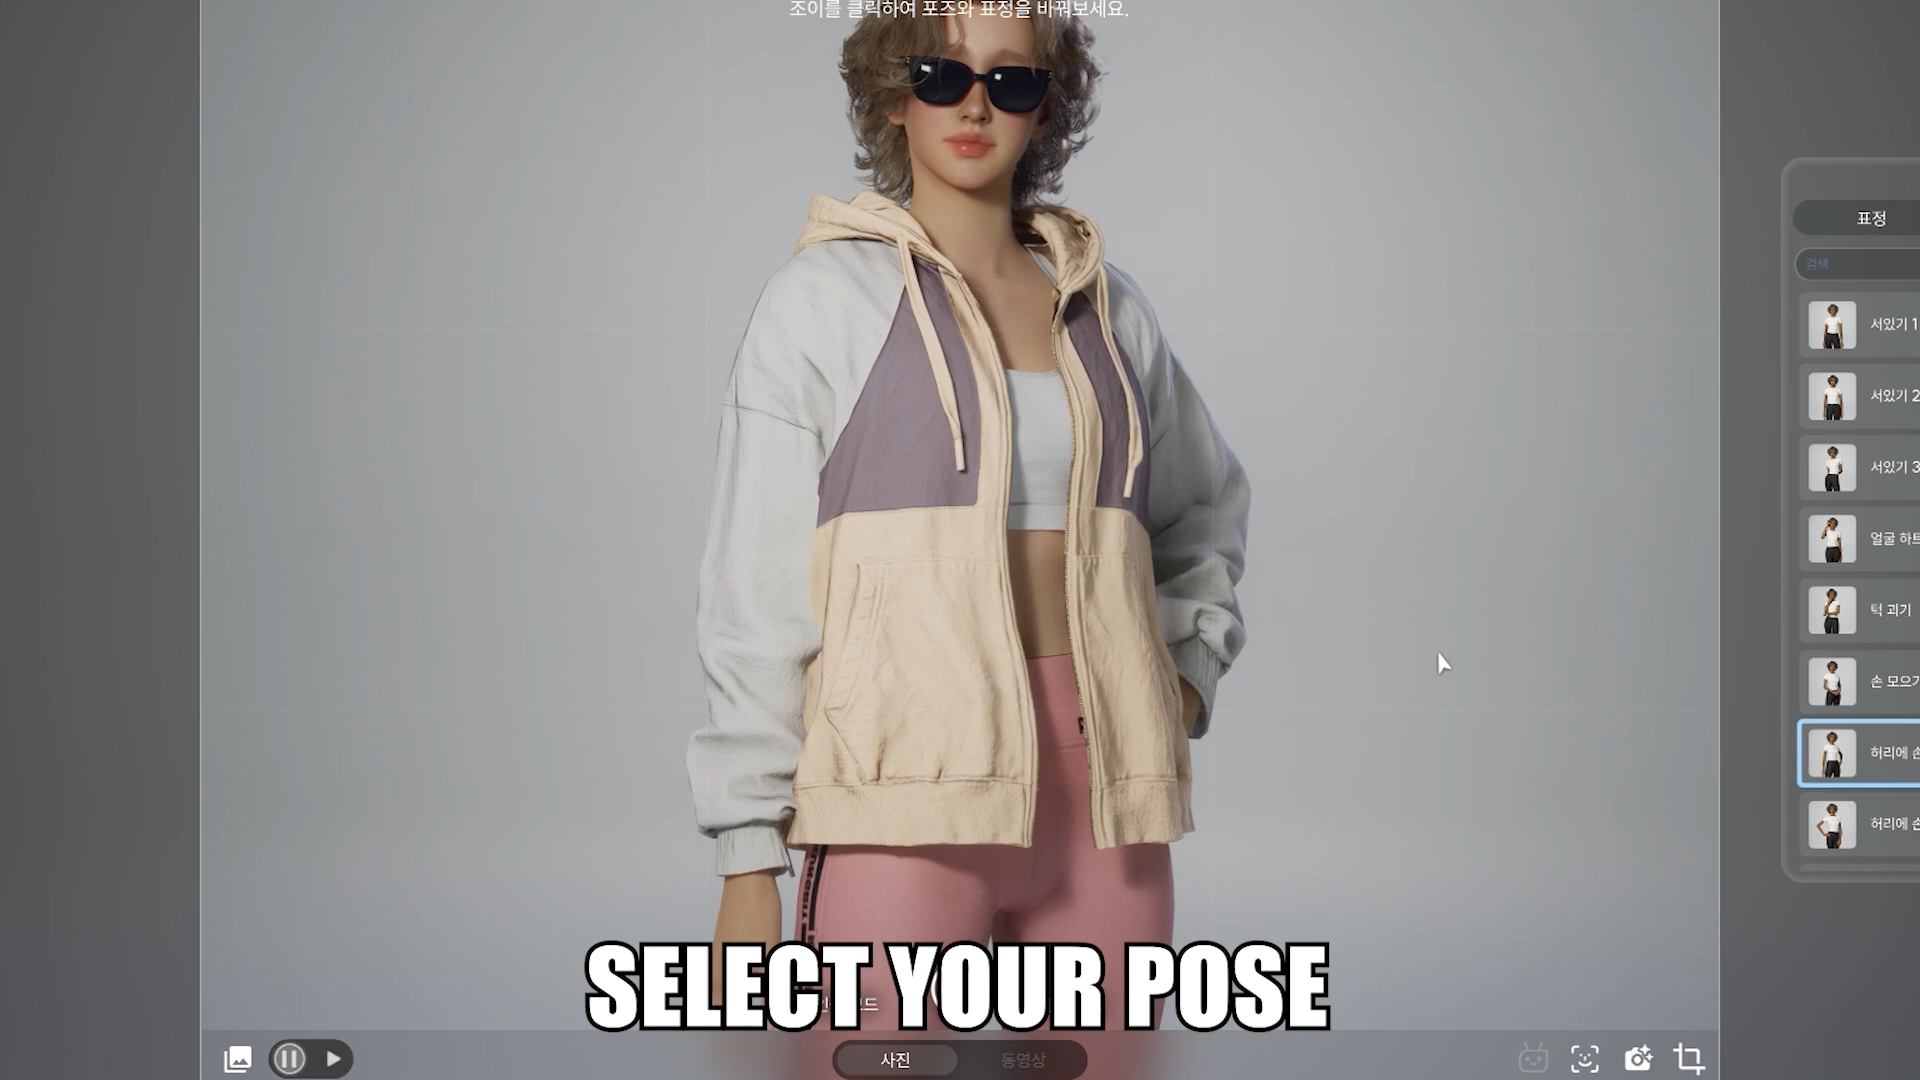 조이를 클릭하여 포즈와 표정을 바꿔보세요.
표정
검색
서있기 1
서있기 2
서있기 3
얼굴 하트
턱 괴기
손 모으기
허리에 손
허리에 손
SELECT YOUR POSE
사진
동영상